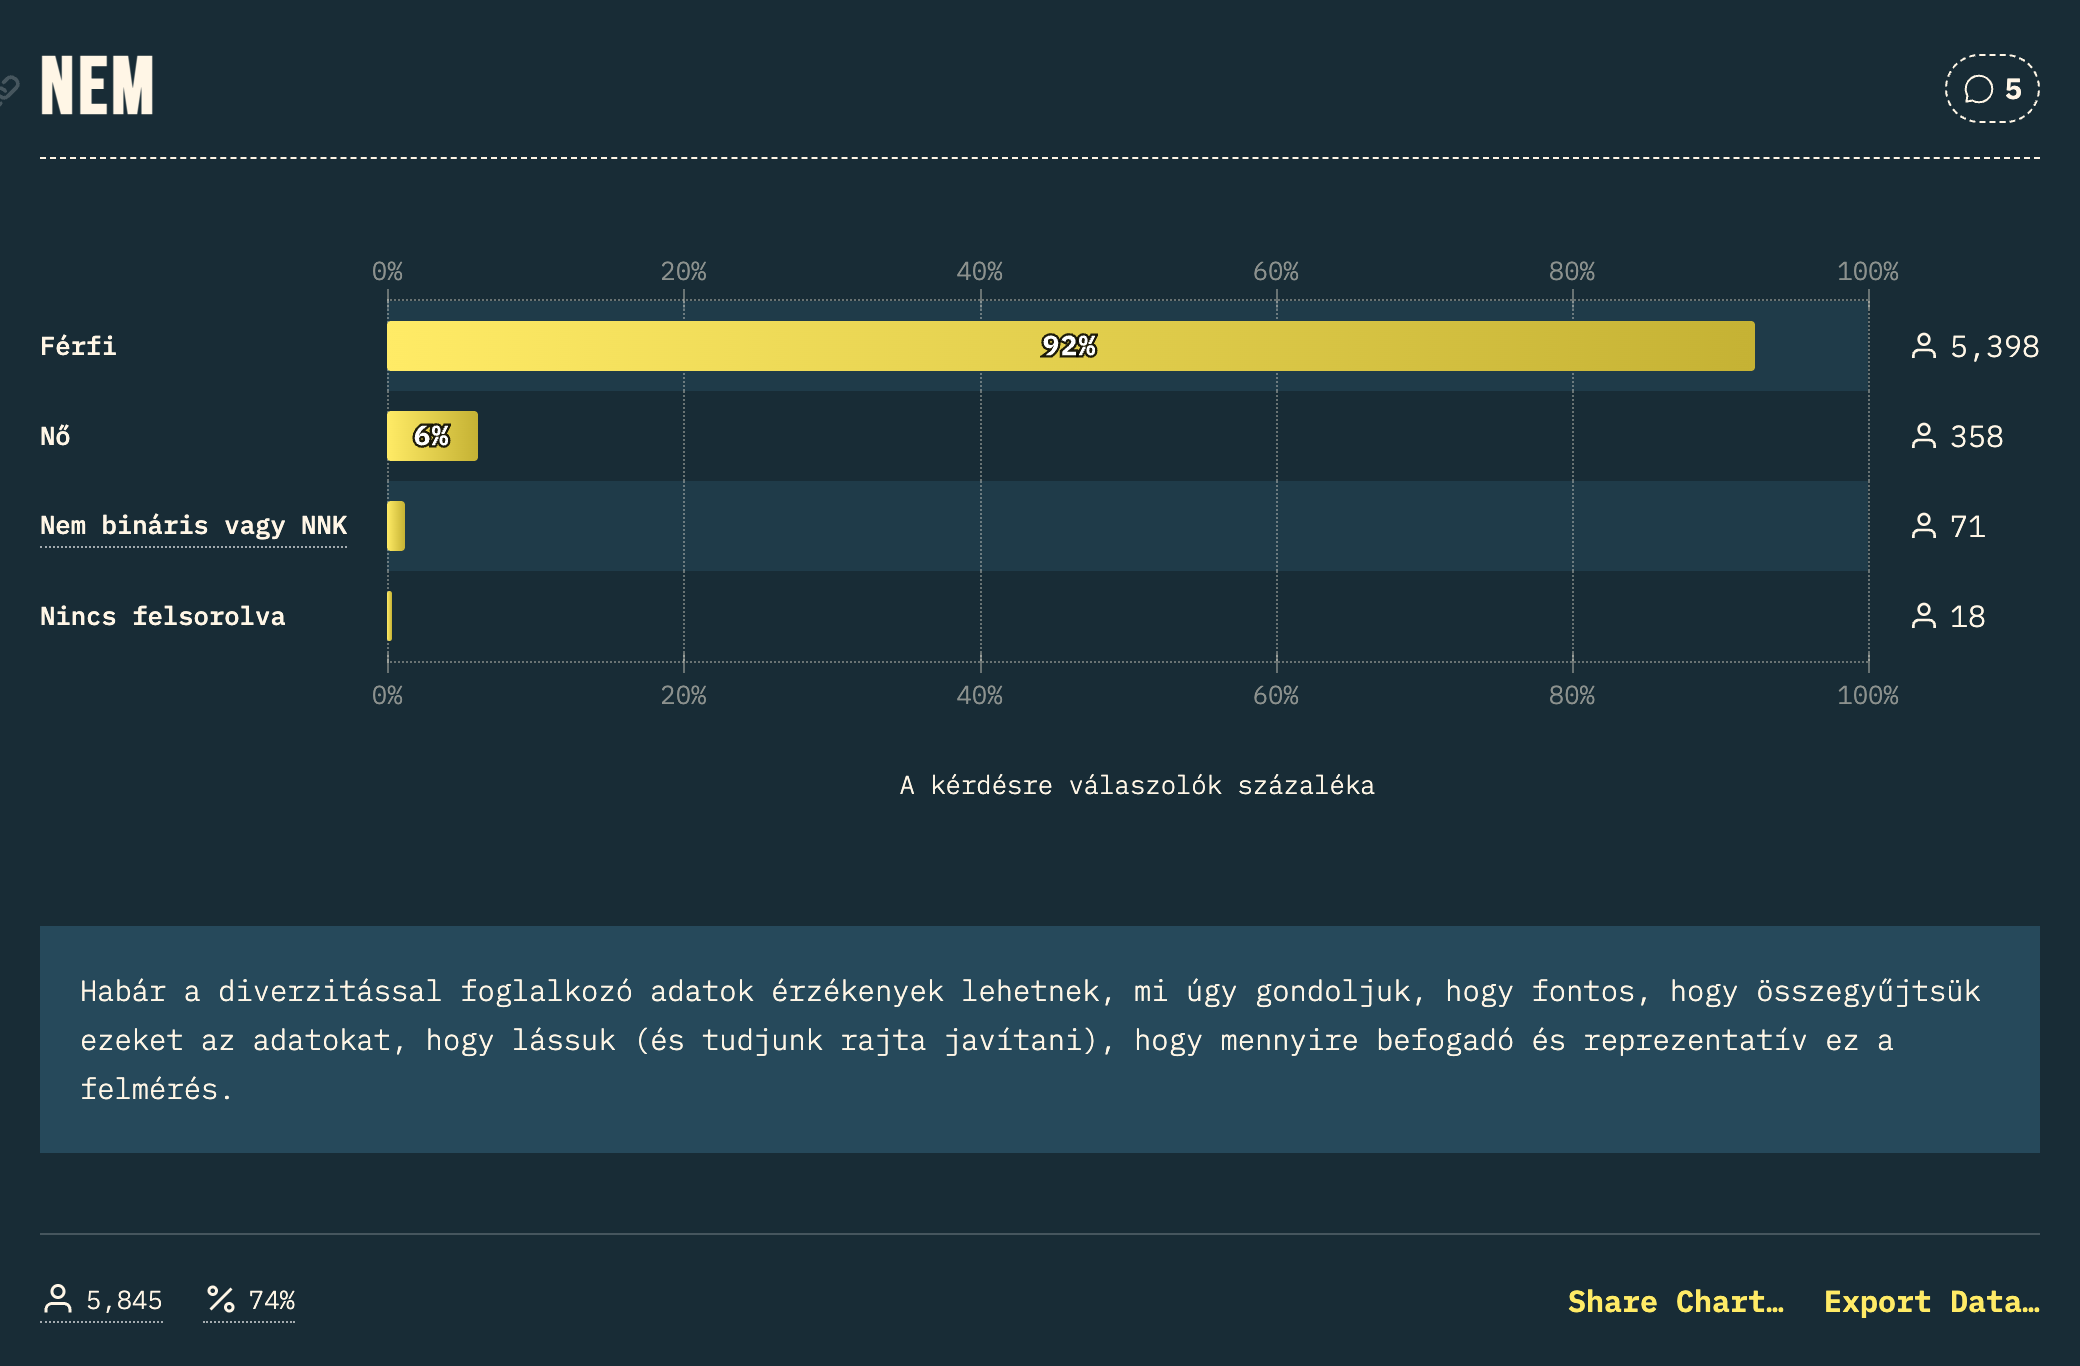 NEM
5
0% 20% 40% 60% 80% 100%
Férfi 92% 5,398
Nő 6% 358
Nem bináris vagy NNK 71
Nincs felsorolva 18
0% 20% 40% 60% 80% 100%
A kérdésre válaszolók százaléka
Habár a diverzitással foglalkozó adatok érzékenyek lehetnek, mi úgy gondoljuk, hogy fontos, hogy összegyűjtsük
ezeket az adatokat, hogy lássuk (és tudjunk rajta javítani), hogy mennyire befogadó és reprezentatív ez a
felmérés.
5,845 74% Share Chart… Export Data…